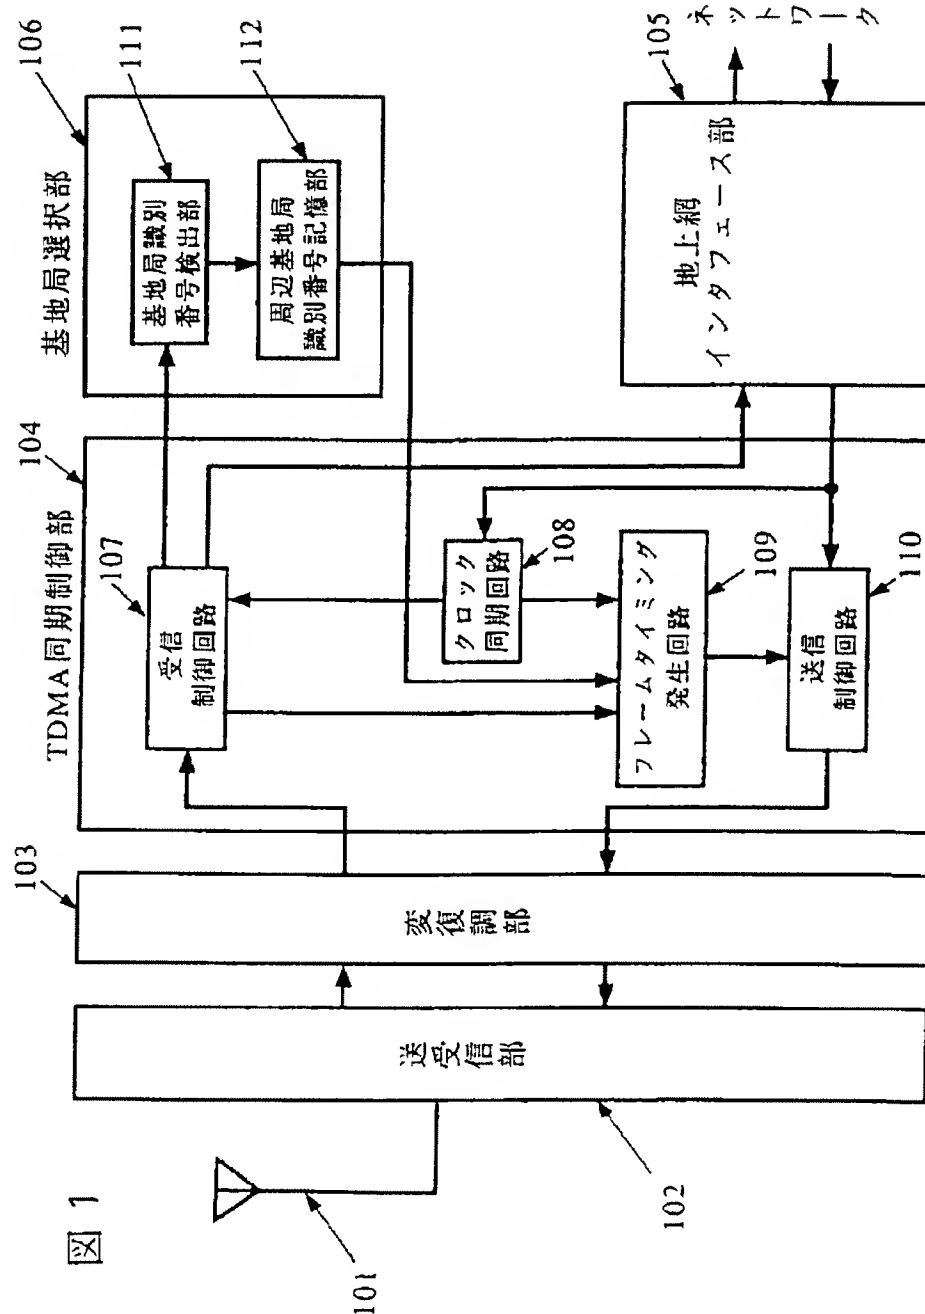 図 1
101
102
送受信部
103
変復調部
TDMA同期制御部
104
107
受信
制御回路
クロック
同期回路
108
フレームタイミング
発生回路
109
送信
制御回路
110
基地局選択部
106
基地局識別
番号検出部
111
周辺基地局
識別番号記憶部
112
地上網
インタフェース部
105
ネットワーク